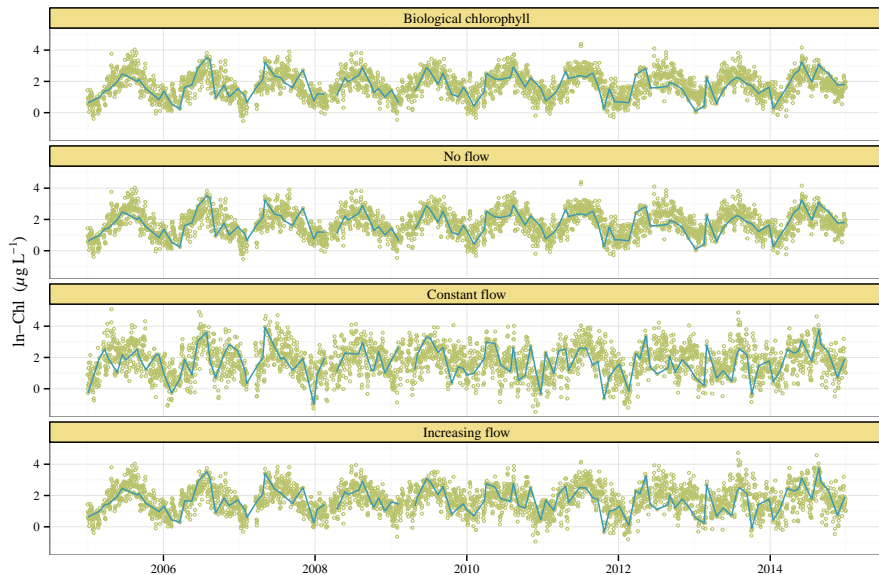 Biological chlorophyll
4
2
0
No flow
4
2
0
Constant flow
4
2
0
Increasing flow
4
2
0
ln−Chl (μg L⁻¹)
2006 2008 2010 2012 2014